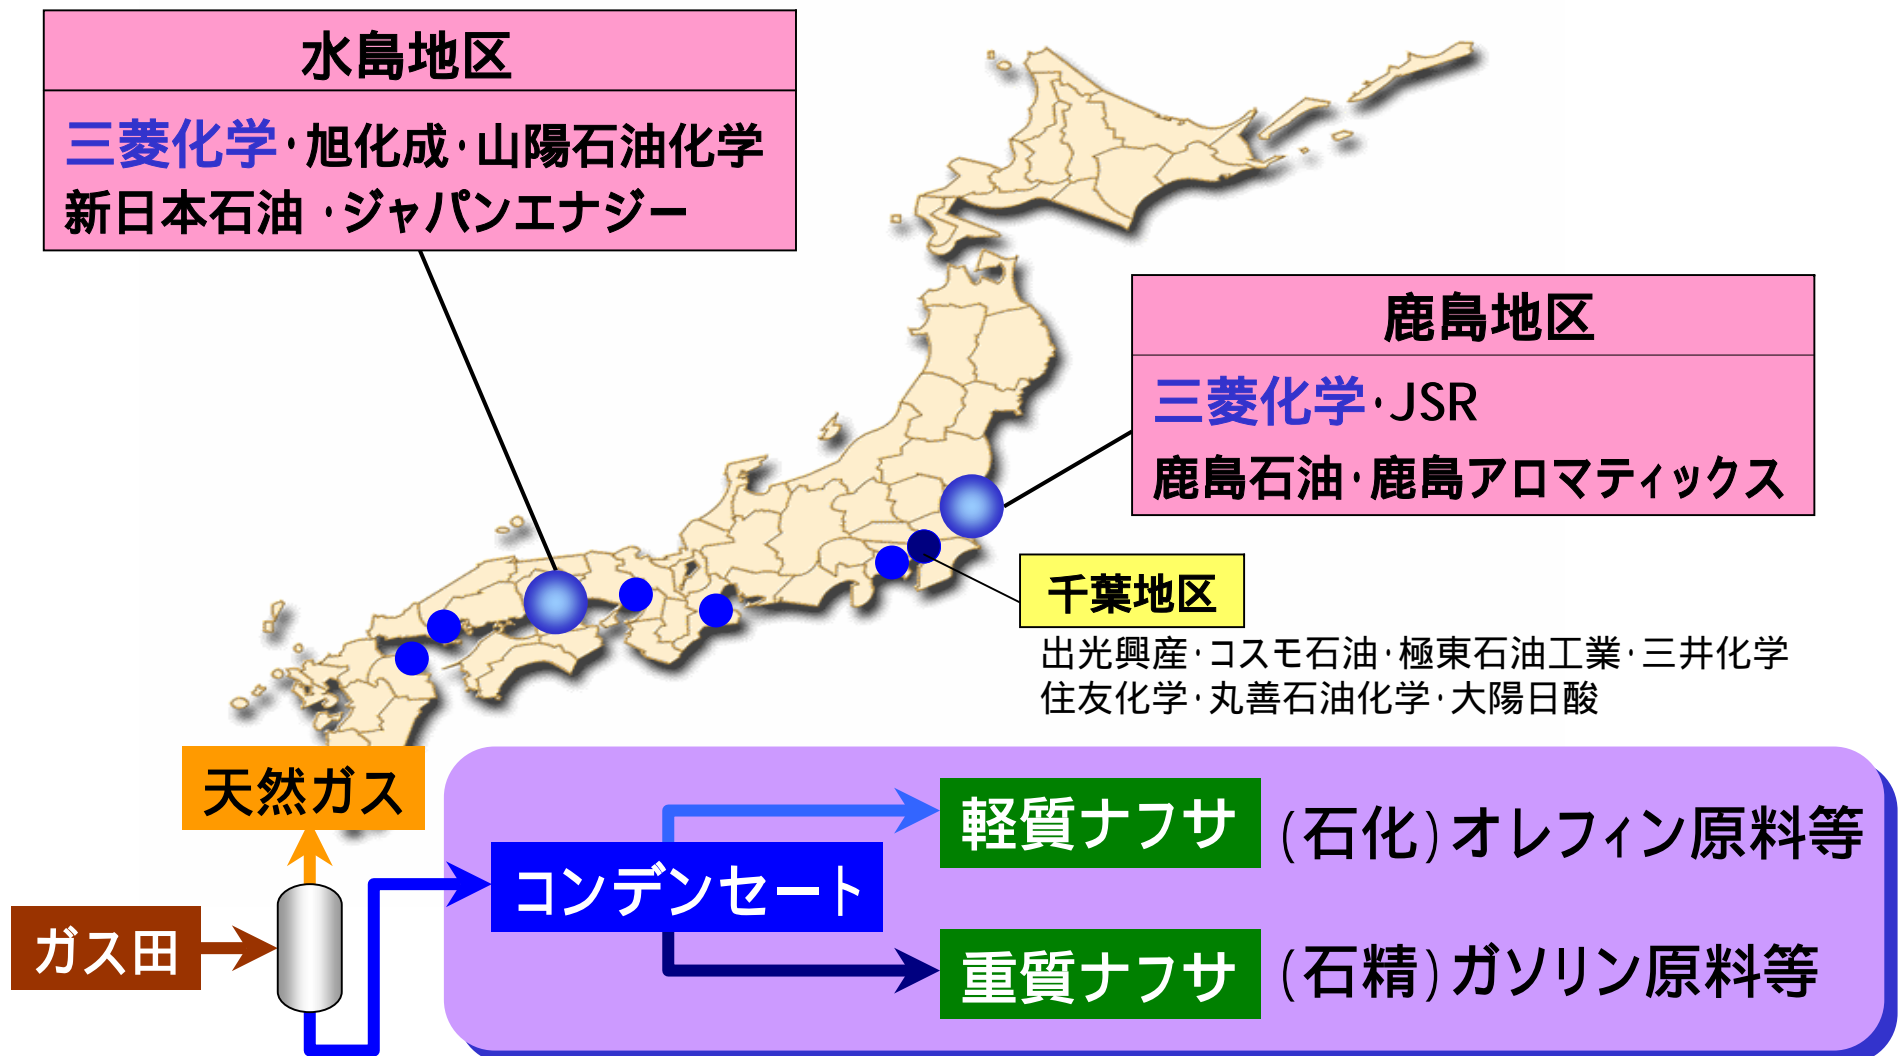 水島地区
三菱化学・旭化成・山陽石油化学
新日本石油・ジャパンエナジー
鹿島地区
三菱化学・JSR
鹿島石油・鹿島アロマティックス
千葉地区
出光興産・コスモ石油・極東石油工業・三井化学
住友化学・丸善石油化学・大陽日酸
天然ガス
ガス田
コンデンセート
軽質ナフサ (石化)オレフィン原料等
重質ナフサ (石精)ガソリン原料等